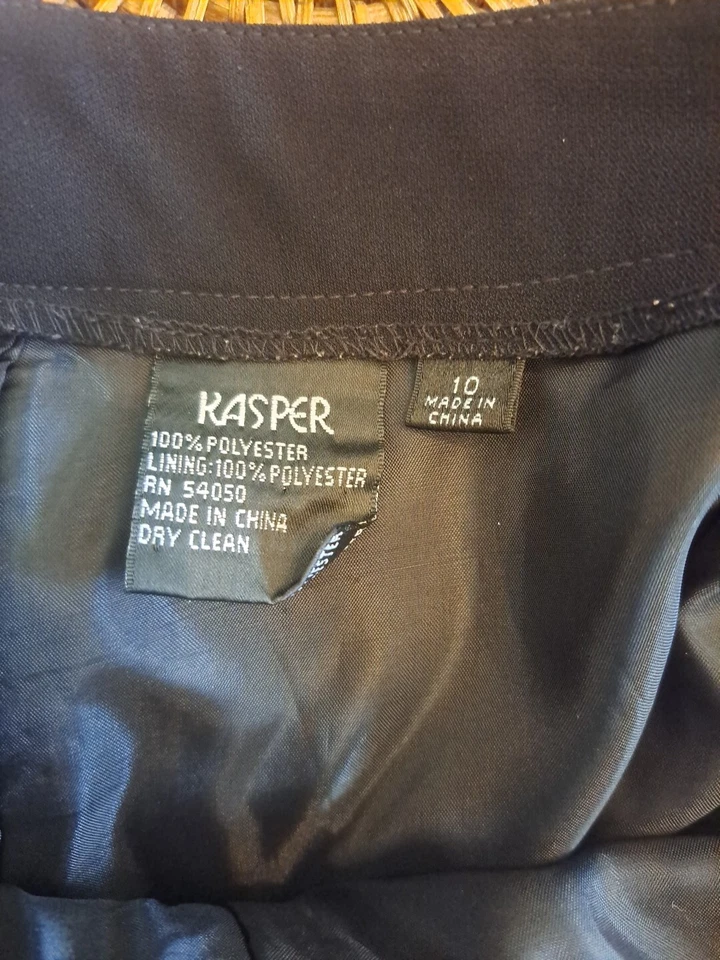 KASPER
100% POLYESTER
LINING:100% POLYESTER
RN 54050
MADE IN CHINA
DRY CLEAN
10
MADE IN
CHINA